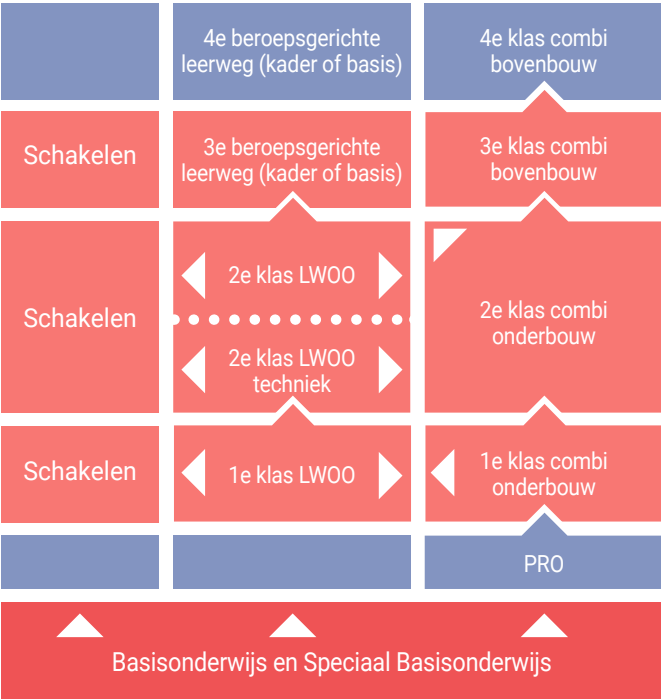 4e beroepsgerichte
leerweg (kader of basis)
4e klas combi
bovenbouw
Schakelen
3e beroepsgerichte
leerweg (kader of basis)
3e klas combi
bovenbouw
Schakelen
2e klas LWOO
2e klas LWOO
techniek
2e klas combi
onderbouw
Schakelen
1e klas LWOO
1e klas combi
onderbouw
PRO
Basisonderwijs en Speciaal Basisonderwijs